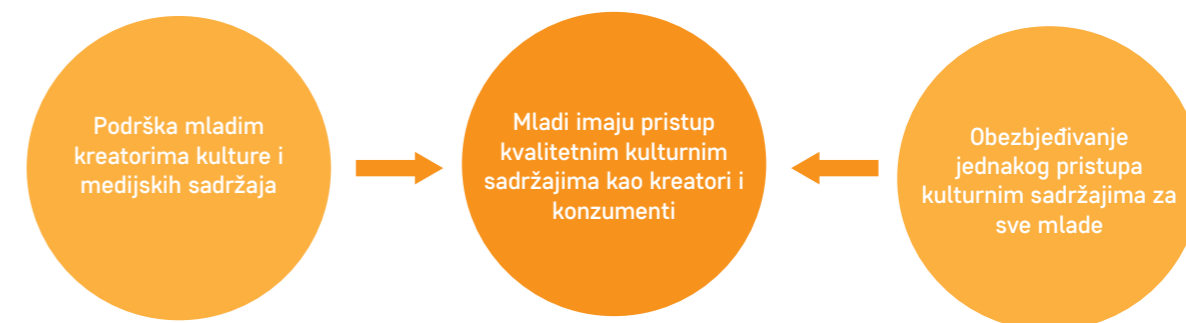 Podrška mladim
kreatorima kulture i
medijskih sadržaja
Mladi imaju pristup
kvalitetnim kulturnim
sadržajima kao kreatori i
konzumenti
Obezbjeđivanje
jednakog pristupa
kulturnim sadržajima za
sve mlade